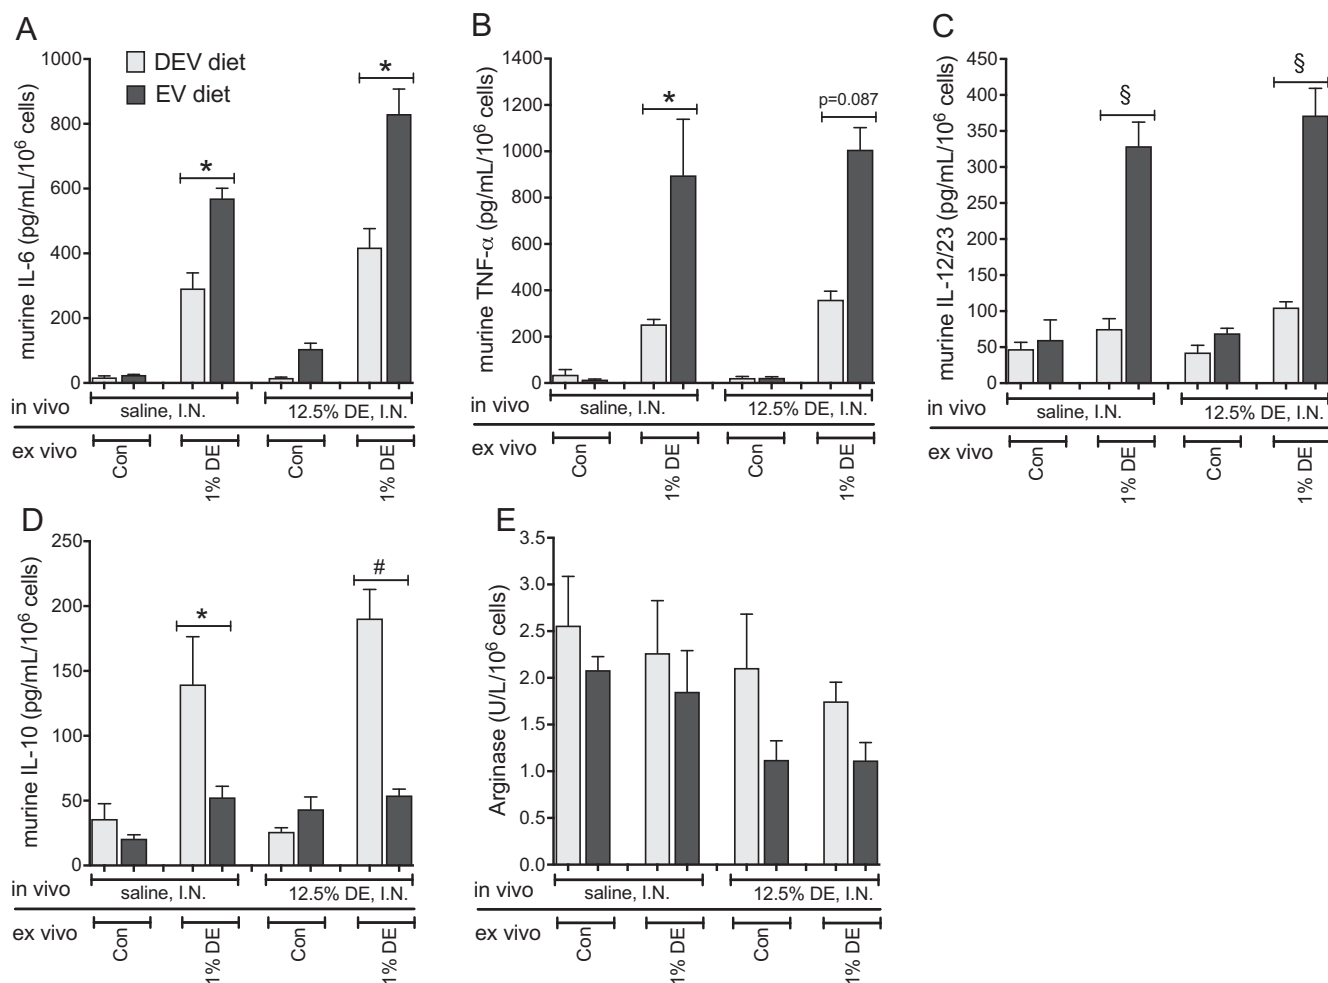 A
murine IL-6 (pg/mL/10⁶ cells)
1000
800
600
400
200
0
DEV diet
EV diet
*
*
in vivo
saline, I.N.
12.5% DE, I.N.
ex vivo
Con
1% DE
Con
1% DE
B
murine TNF-α (pg/mL/10⁶ cells)
1400
1200
1000
800
600
400
200
0
*
p=0.087
in vivo
saline, I.N.
12.5% DE, I.N.
ex vivo
Con
1% DE
Con
1% DE
C
murine IL-12/23 (pg/mL/10⁶ cells)
450
400
350
300
250
200
150
100
50
0
§
§
in vivo
saline, I.N.
12.5% DE, I.N.
ex vivo
Con
1% DE
Con
1% DE
D
murine IL-10 (pg/mL/10⁶ cells)
250
200
150
100
50
0
*
#
in vivo
saline, I.N.
12.5% DE, I.N.
ex vivo
Con
1% DE
Con
1% DE
E
Arginase (U/L/10⁶ cells)
3.5
3.0
2.5
2.0
1.5
1.0
0.5
0.0
in vivo
saline, I.N.
12.5% DE, I.N.
ex vivo
Con
1% DE
Con
1% DE